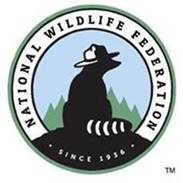 NATIONAL WILDLIFE FEDERATION
• SINCE 1936 •
TM